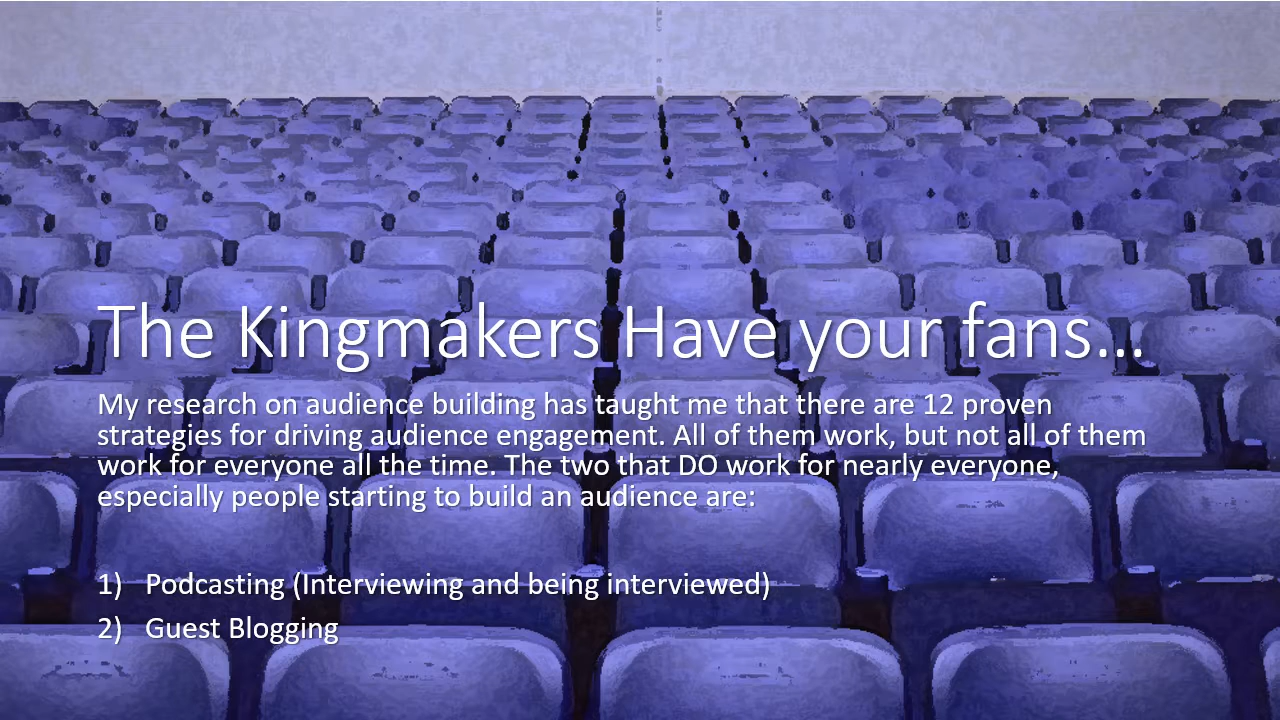 The Kingmakers Have your fans...
My research on audience building has taught me that there are 12 proven
strategies for driving audience engagement. All of them work, but not all of them
work for everyone all the time. The two that DO work for nearly everyone,
especially people starting to build an audience are:
1) Podcasting (Interviewing and being interviewed)
2) Guest Blogging